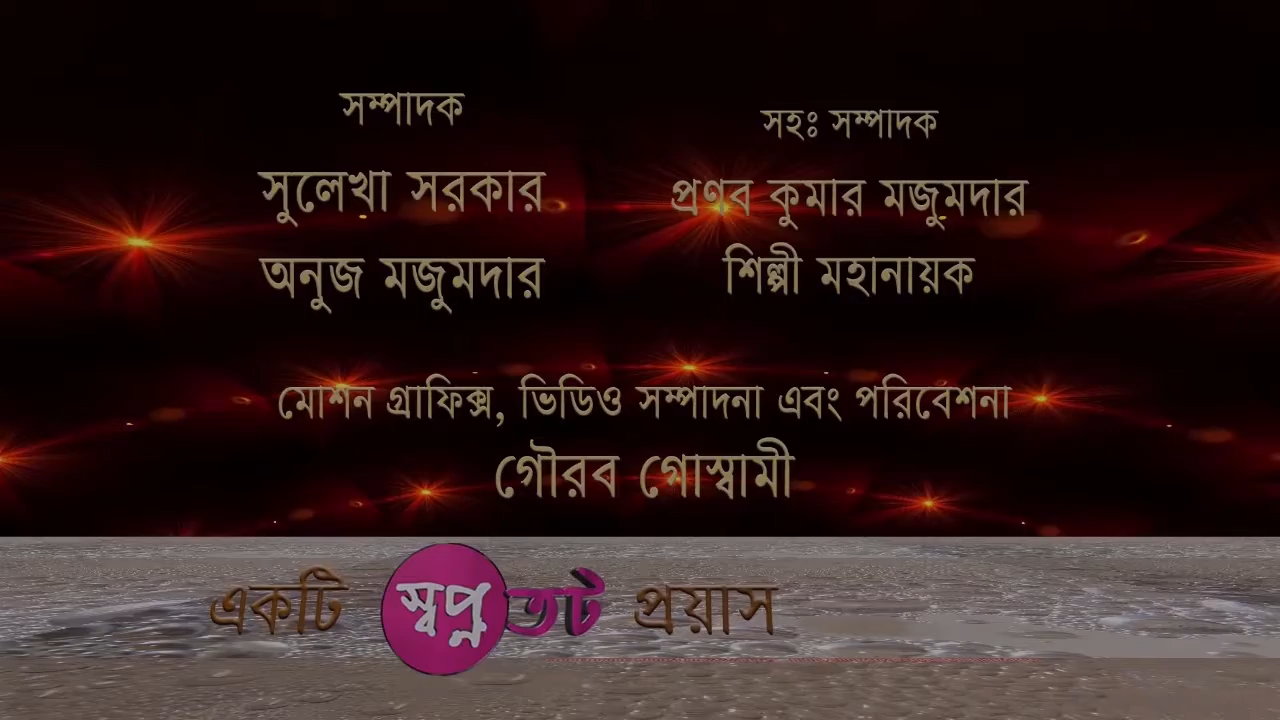 সম্পাদক
সুলেখা সরকার
অনুজ মজুমদার
সহঃ সম্পাদক
প্রণব কুমার মজুমদার
শিল্পী মহানায়ক
মোশন গ্রাফিক্স, ভিডিও সম্পাদনা এবং পরিবেশনা
গৌরব গোস্বামী
একটি স্বপ্ন তট প্রয়াস